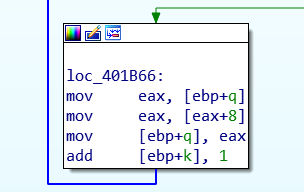 loc_401B66:
mov     eax, [ebp+q]
mov     eax, [eax+8]
mov     [ebp+q], eax
add     [ebp+k], 1